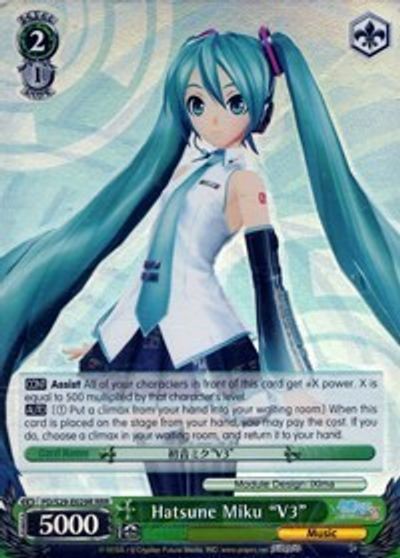 2
1
CONT Assist All of your characters in front of this card get +X power. X is
equal to 500 multiplied by that character's level.
AUTO [(1) Put a climax from your hand into your waiting room] When this
card is placed on the stage from your hand, you may pay the cost. If you
do, choose a climax in your waiting room, and return it to your hand.
Card Name 初音ミク"V3"
Module Design: iXima
PD/S29-E029R RRR
5000 Hatsune Miku "V3"
Music